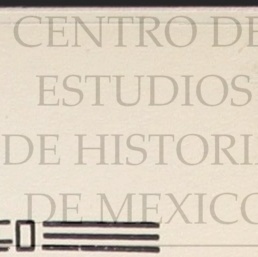 CENTRO DE
ESTUDIOS
DE HISTORIA
DE MEXICO